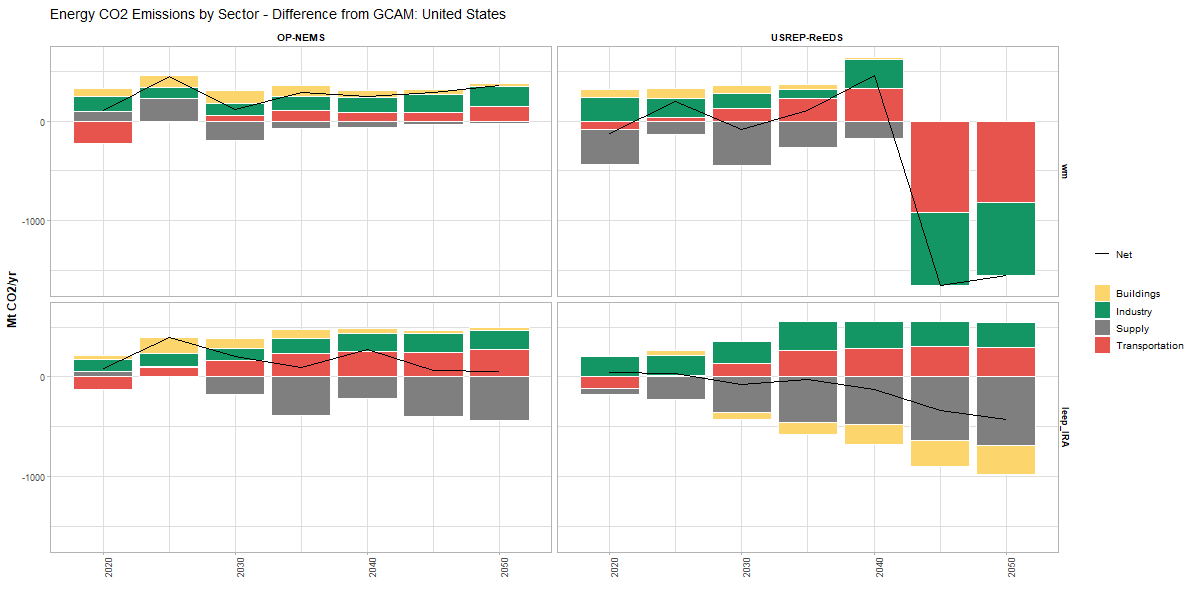 Energy CO2 Emissions by Sector - Difference from GCAM: United States
OP-NEMS
USREP-ReEDS
0
-1000
wm
0
-1000
leep_IRA
Mt CO2/yr
2020
2030
2040
2050
2020
2030
2040
2050
Net
Buildings
Industry
Supply
Transportation